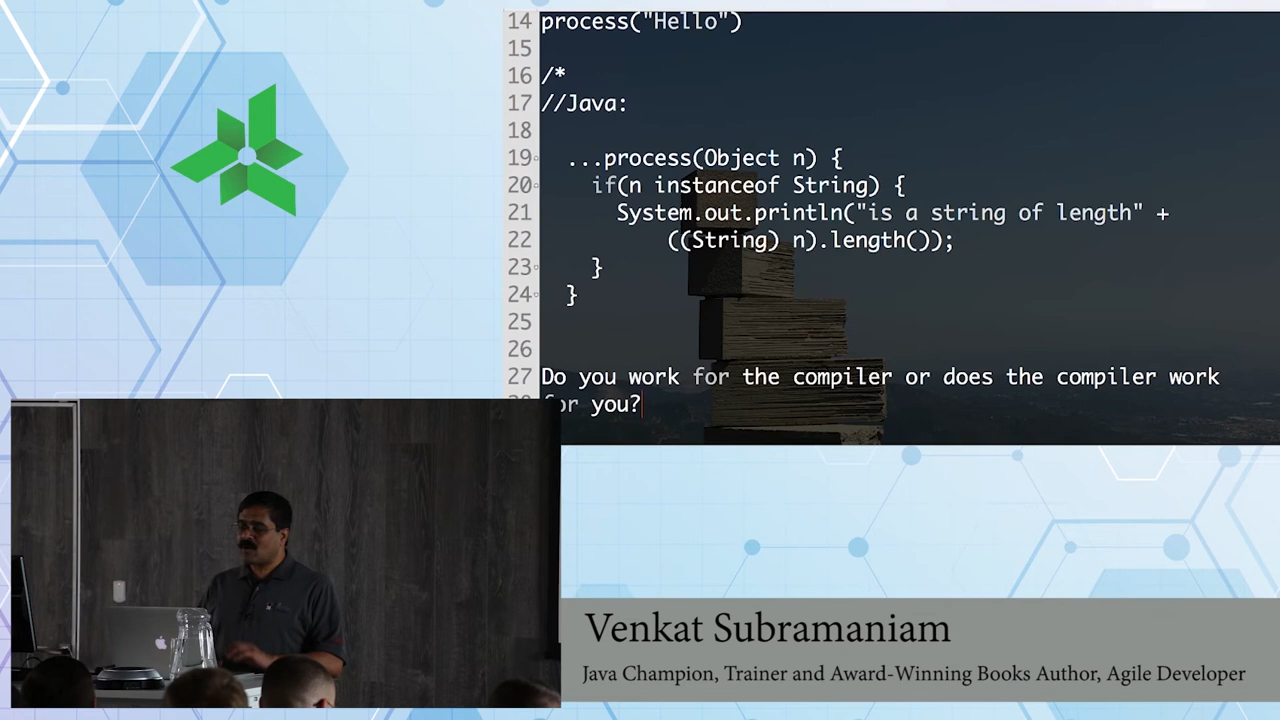 14 process("Hello")
15
16 /*
17 //Java:
18
19 ...process(Object n) {
20 if(n instanceof String) {
21 System.out.println("is a string of length" +
22 ((String) n).length());
23 }
24 }
25
26
27 Do you work for the compiler or does the compiler work
for you?
Venkat Subramaniam
Java Champion, Trainer and Award-Winning Books Author, Agile Developer